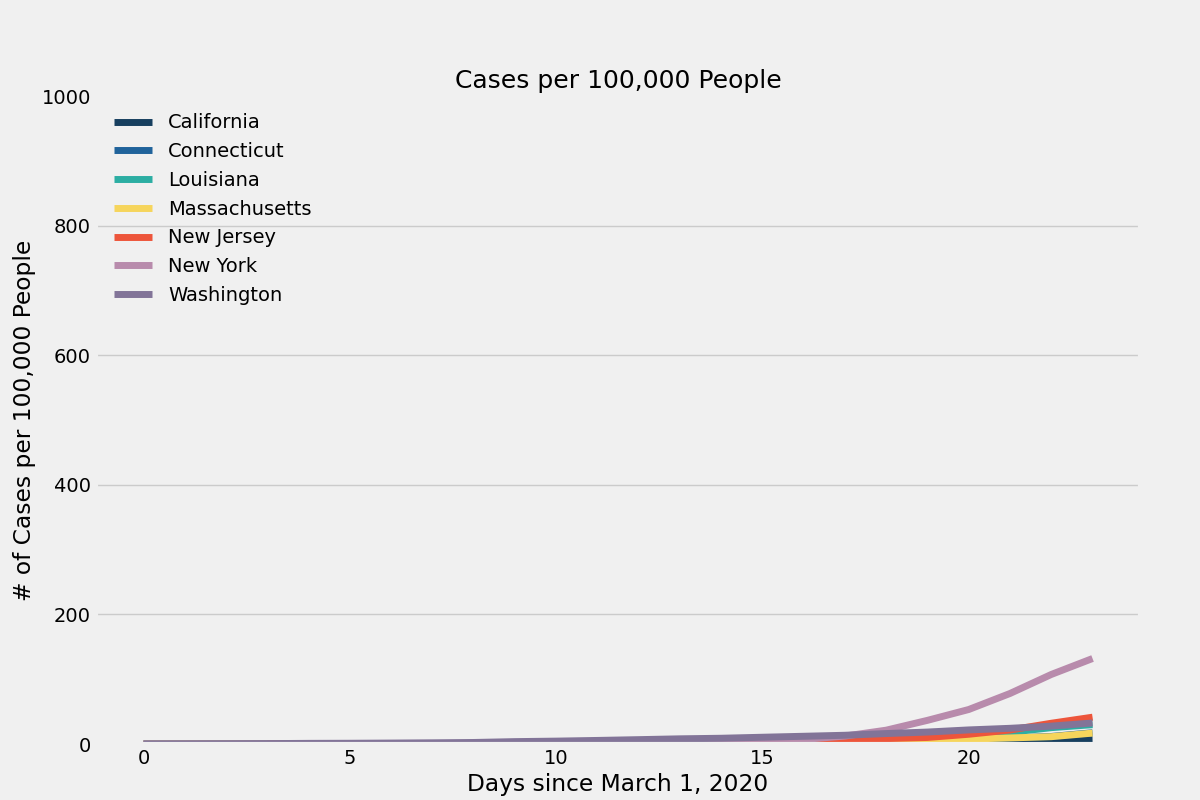 Cases per 100,000 People
1000
800
600
400
200
0
# of Cases per 100,000 People
California
Connecticut
Louisiana
Massachusetts
New Jersey
New York
Washington
0 5 10 15 20
Days since March 1, 2020